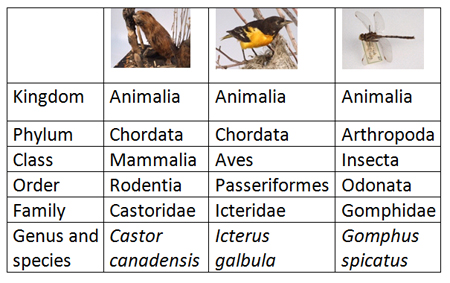 Kingdom Animalia Animalia Animalia
Phylum Chordata Chordata Arthropoda
Class Mammalia Aves Insecta
Order Rodentia Passeriformes Odonata
Family Castoridae Icteridae Gomphidae
Genus and Castor Icterus Gomphus
species canadensis galbula spicatus